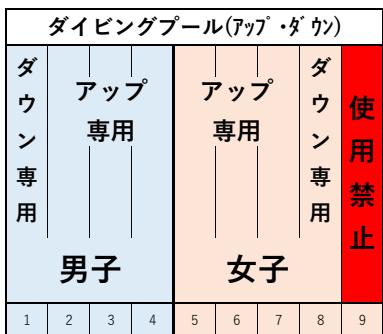 ダイビングプール(ｱｯﾌﾟ･ﾀﾞｳﾝ)
ダウン専用
アップ
専用
男子
アップ
専用
女子
ダウン専用
使用禁止
1 2 3 4 5 6 7 8 9